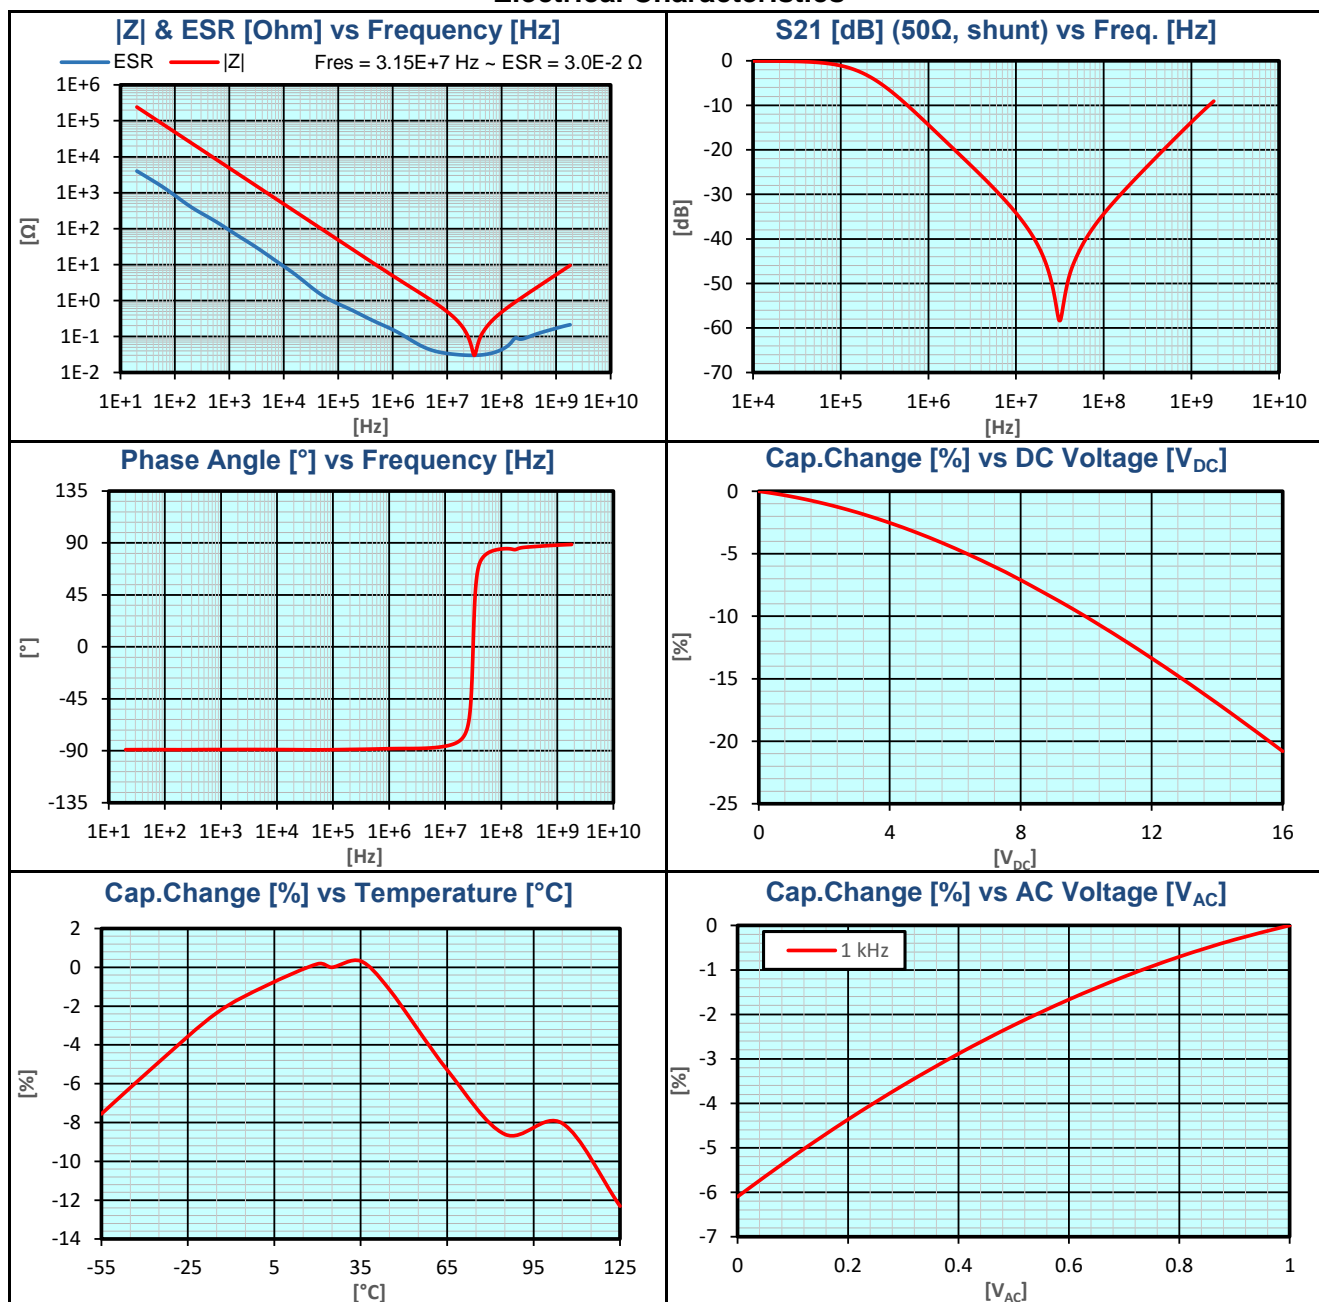 |Z| & ESR [Ohm] vs Frequency [Hz]
ESR |Z| Fres = 3.15E+7 Hz ~ ESR = 3.0E-2 Ω
1E+6
1E+5
1E+4
1E+3
1E+2
1E+1
1E+0
1E-1
1E-2
[Ω]
1E+1 1E+2 1E+3 1E+4 1E+5 1E+6 1E+7 1E+8 1E+9 1E+10
[Hz]
S21 [dB] (50Ω, shunt) vs Freq. [Hz]
0
-10
-20
-30
-40
-50
-60
-70
[dB]
1E+4 1E+5 1E+6 1E+7 1E+8 1E+9 1E+10
[Hz]
Phase Angle [°] vs Frequency [Hz]
135
90
45
0
-45
-90
-135
[°]
1E+1 1E+2 1E+3 1E+4 1E+5 1E+6 1E+7 1E+8 1E+9 1E+10
[Hz]
Cap.Change [%] vs DC Voltage [VDC]
0
-5
-10
-15
-20
-25
[%]
0 4 8 12 16
[VDC]
Cap.Change [%] vs Temperature [°C]
2
0
-2
-4
-6
-8
-10
-12
-14
[%]
-55 -25 5 35 65 95 125
[°C]
Cap.Change [%] vs AC Voltage [VAC]
1 kHz
0
-1
-2
-3
-4
-5
-6
-7
[%]
0 0.2 0.4 0.6 0.8 1
[VAC]